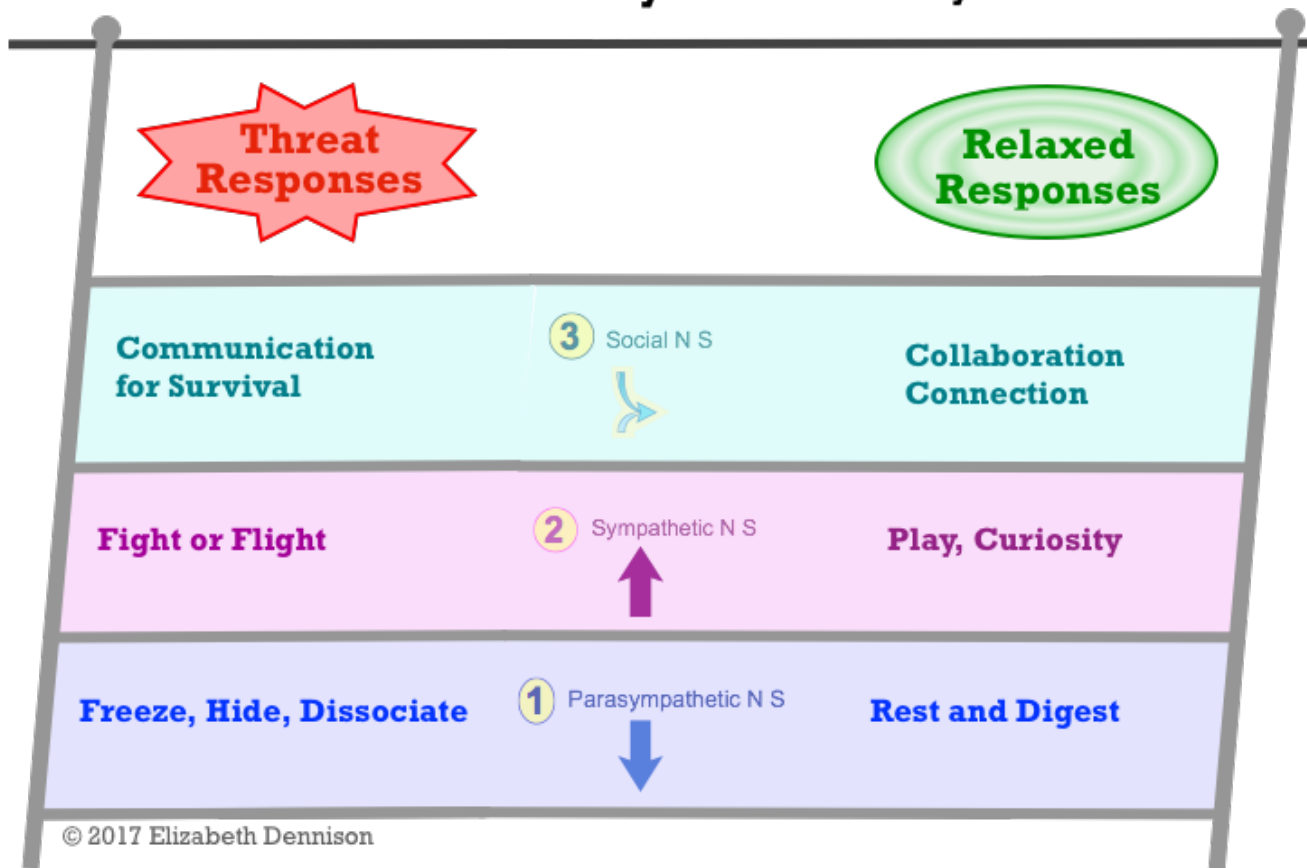 Threat
Responses
Relaxed
Responses
Communication
for Survival
3 Social N S
Collaboration
Connection
Fight or Flight
2 Sympathetic N S
Play, Curiosity
Freeze, Hide, Dissociate
1 Parasympathetic N S
Rest and Digest
© 2017 Elizabeth Dennison